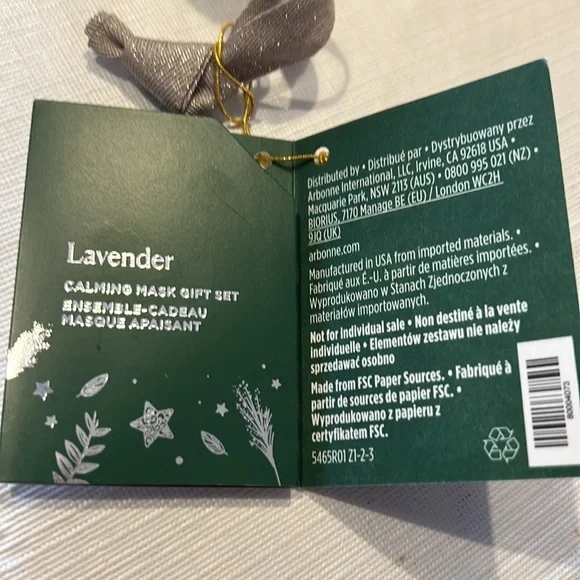 Lavender
CALMING MASK GIFT SET
ENSEMBLE-CADEAU
MASQUE APAISANT
Distributed by • Distribué par • Dystrybuowany przez
Arbonne International, LLC, Irvine, CA 92618 USA •
Macquarie Park, NSW 2113 (AUS) • 0800 995 021 (NZ) •
BIORIUS, 7170 Manage BE (EU) / London WC2H
9JQ (UK)
arbonne.com
Manufactured in USA from imported materials. •
Fabriqué aux É.-U. à partir de matières importées. •
Wyprodukowano w Stanach Zjednoczonych z
materiałów importowanych.
Not for individual sale • Non destiné à la vente
individuelle • Elementów zestawu nie należy
sprzedawać osobno
Made from FSC Paper Sources. • Fabriqué à
partir de sources de papier FSC. •
Wyprodukowano z papieru z
certyfikatem FSC.
5465R01 Z1-2-3
80004073